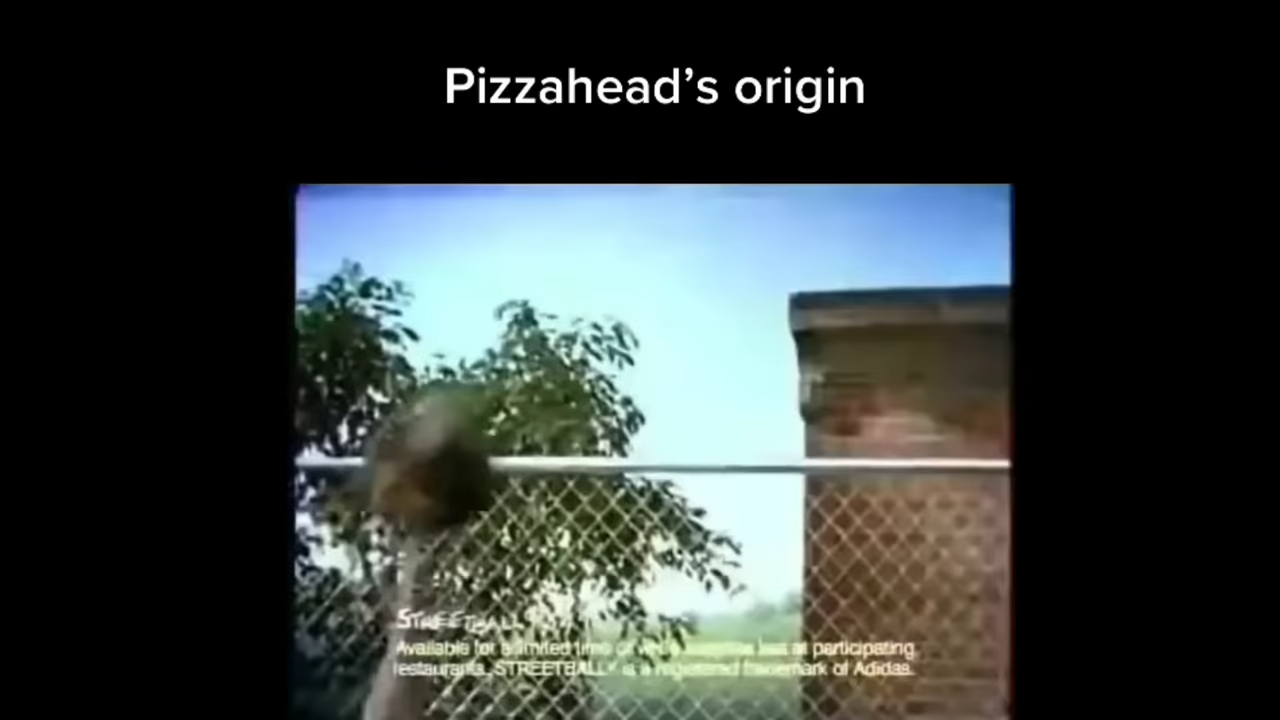 Pizzahead’s origin
STREETBALL
Available for a limited time or while supplies last at participating
restaurants. STREETBALL is a registered trademark of Adidas.